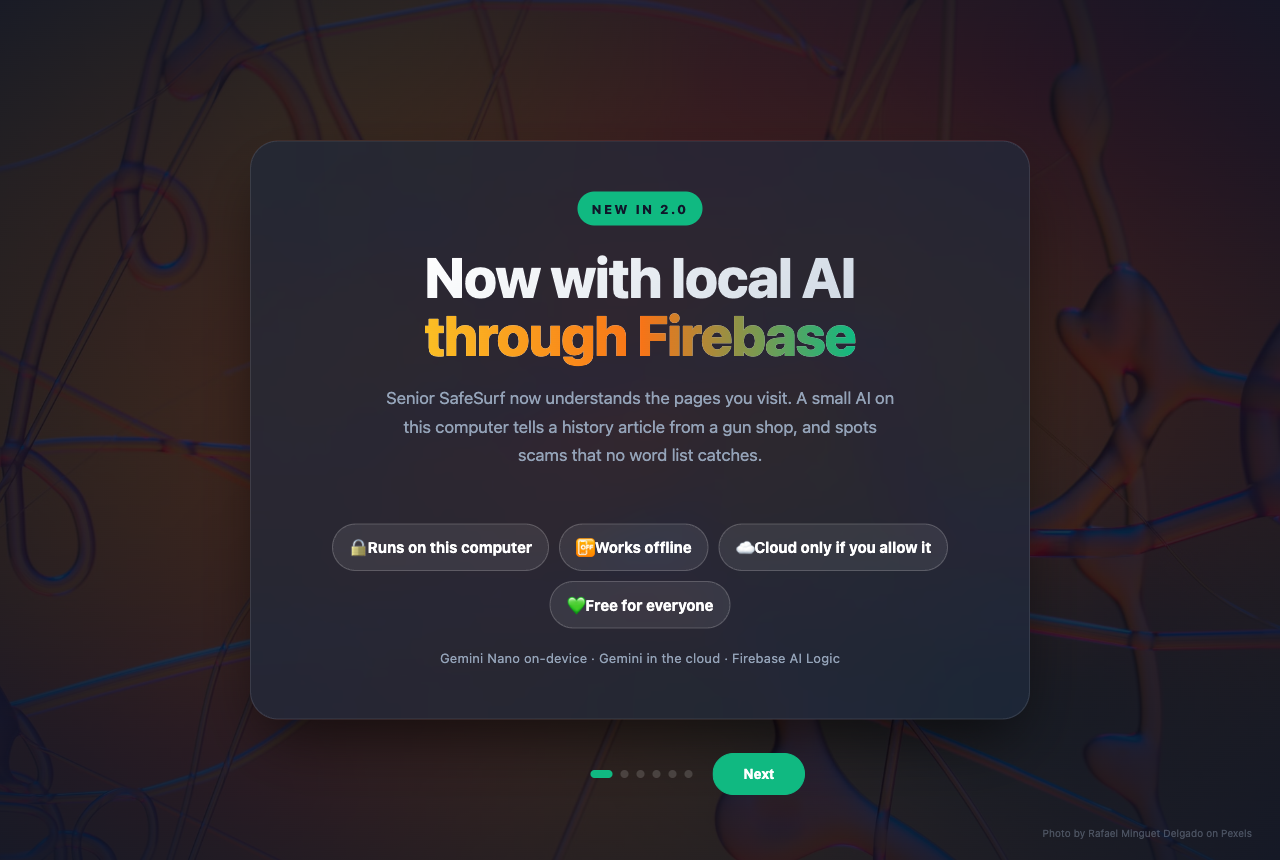 NEW IN 2.0
Now with local AI
through Firebase
Senior SafeSurf now understands the pages you visit. A small AI on
this computer tells a history article from a gun shop, and spots
scams that no word list catches.
🔒Runs on this computer
📴Works offline
☁️Cloud only if you allow it
💚Free for everyone
Gemini Nano on-device · Gemini in the cloud · Firebase AI Logic
Next
Photo by Rafael Minguet Delgado on Pexels